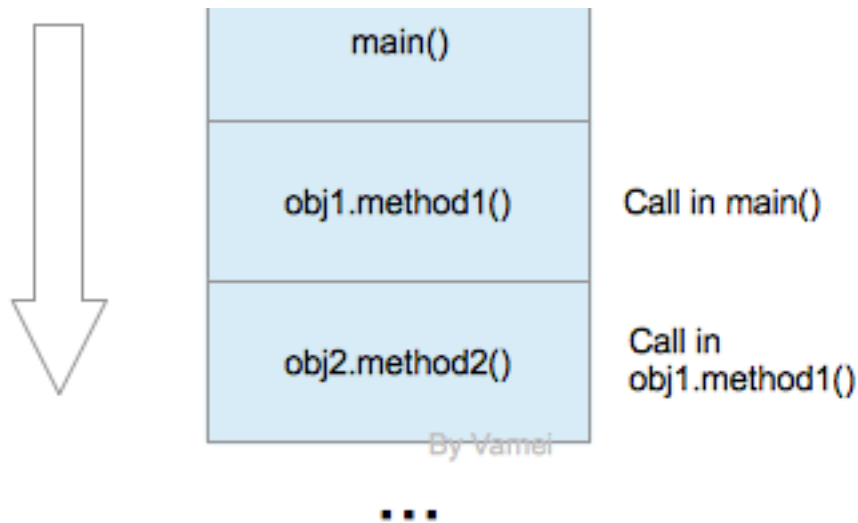 main()
obj1.method1()
Call in main()
obj2.method2()
Call in
obj1.method1()
By Vamei
...